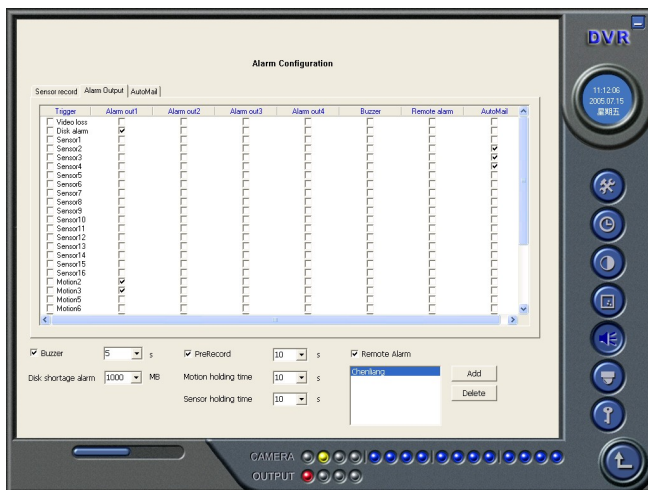 DVR
Alarm Configuration
11:12:06
2005.07.15
星期五
Sensor record Alarm Output AutoMail
Trigger Alarm out1 Alarm out2 Alarm out3 Alarm out4 Buzzer Remote alarm AutoMail
Video loss
Disk alarm
Sensor1
Sensor2
Sensor3
Sensor4
Sensor5
Sensor6
Sensor7
Sensor8
Sensor9
Sensor10
Sensor11
Sensor12
Sensor13
Sensor14
Sensor15
Sensor16
Motion2
Motion3
Motion5
Motion6
Buzzer 5 s PreRecord 10 s Remote Alarm
Disk shortage alarm 1000 MB Motion holding time 10 s Chenliang Add
Sensor holding time 10 s Delete
CAMERA
OUTPUT